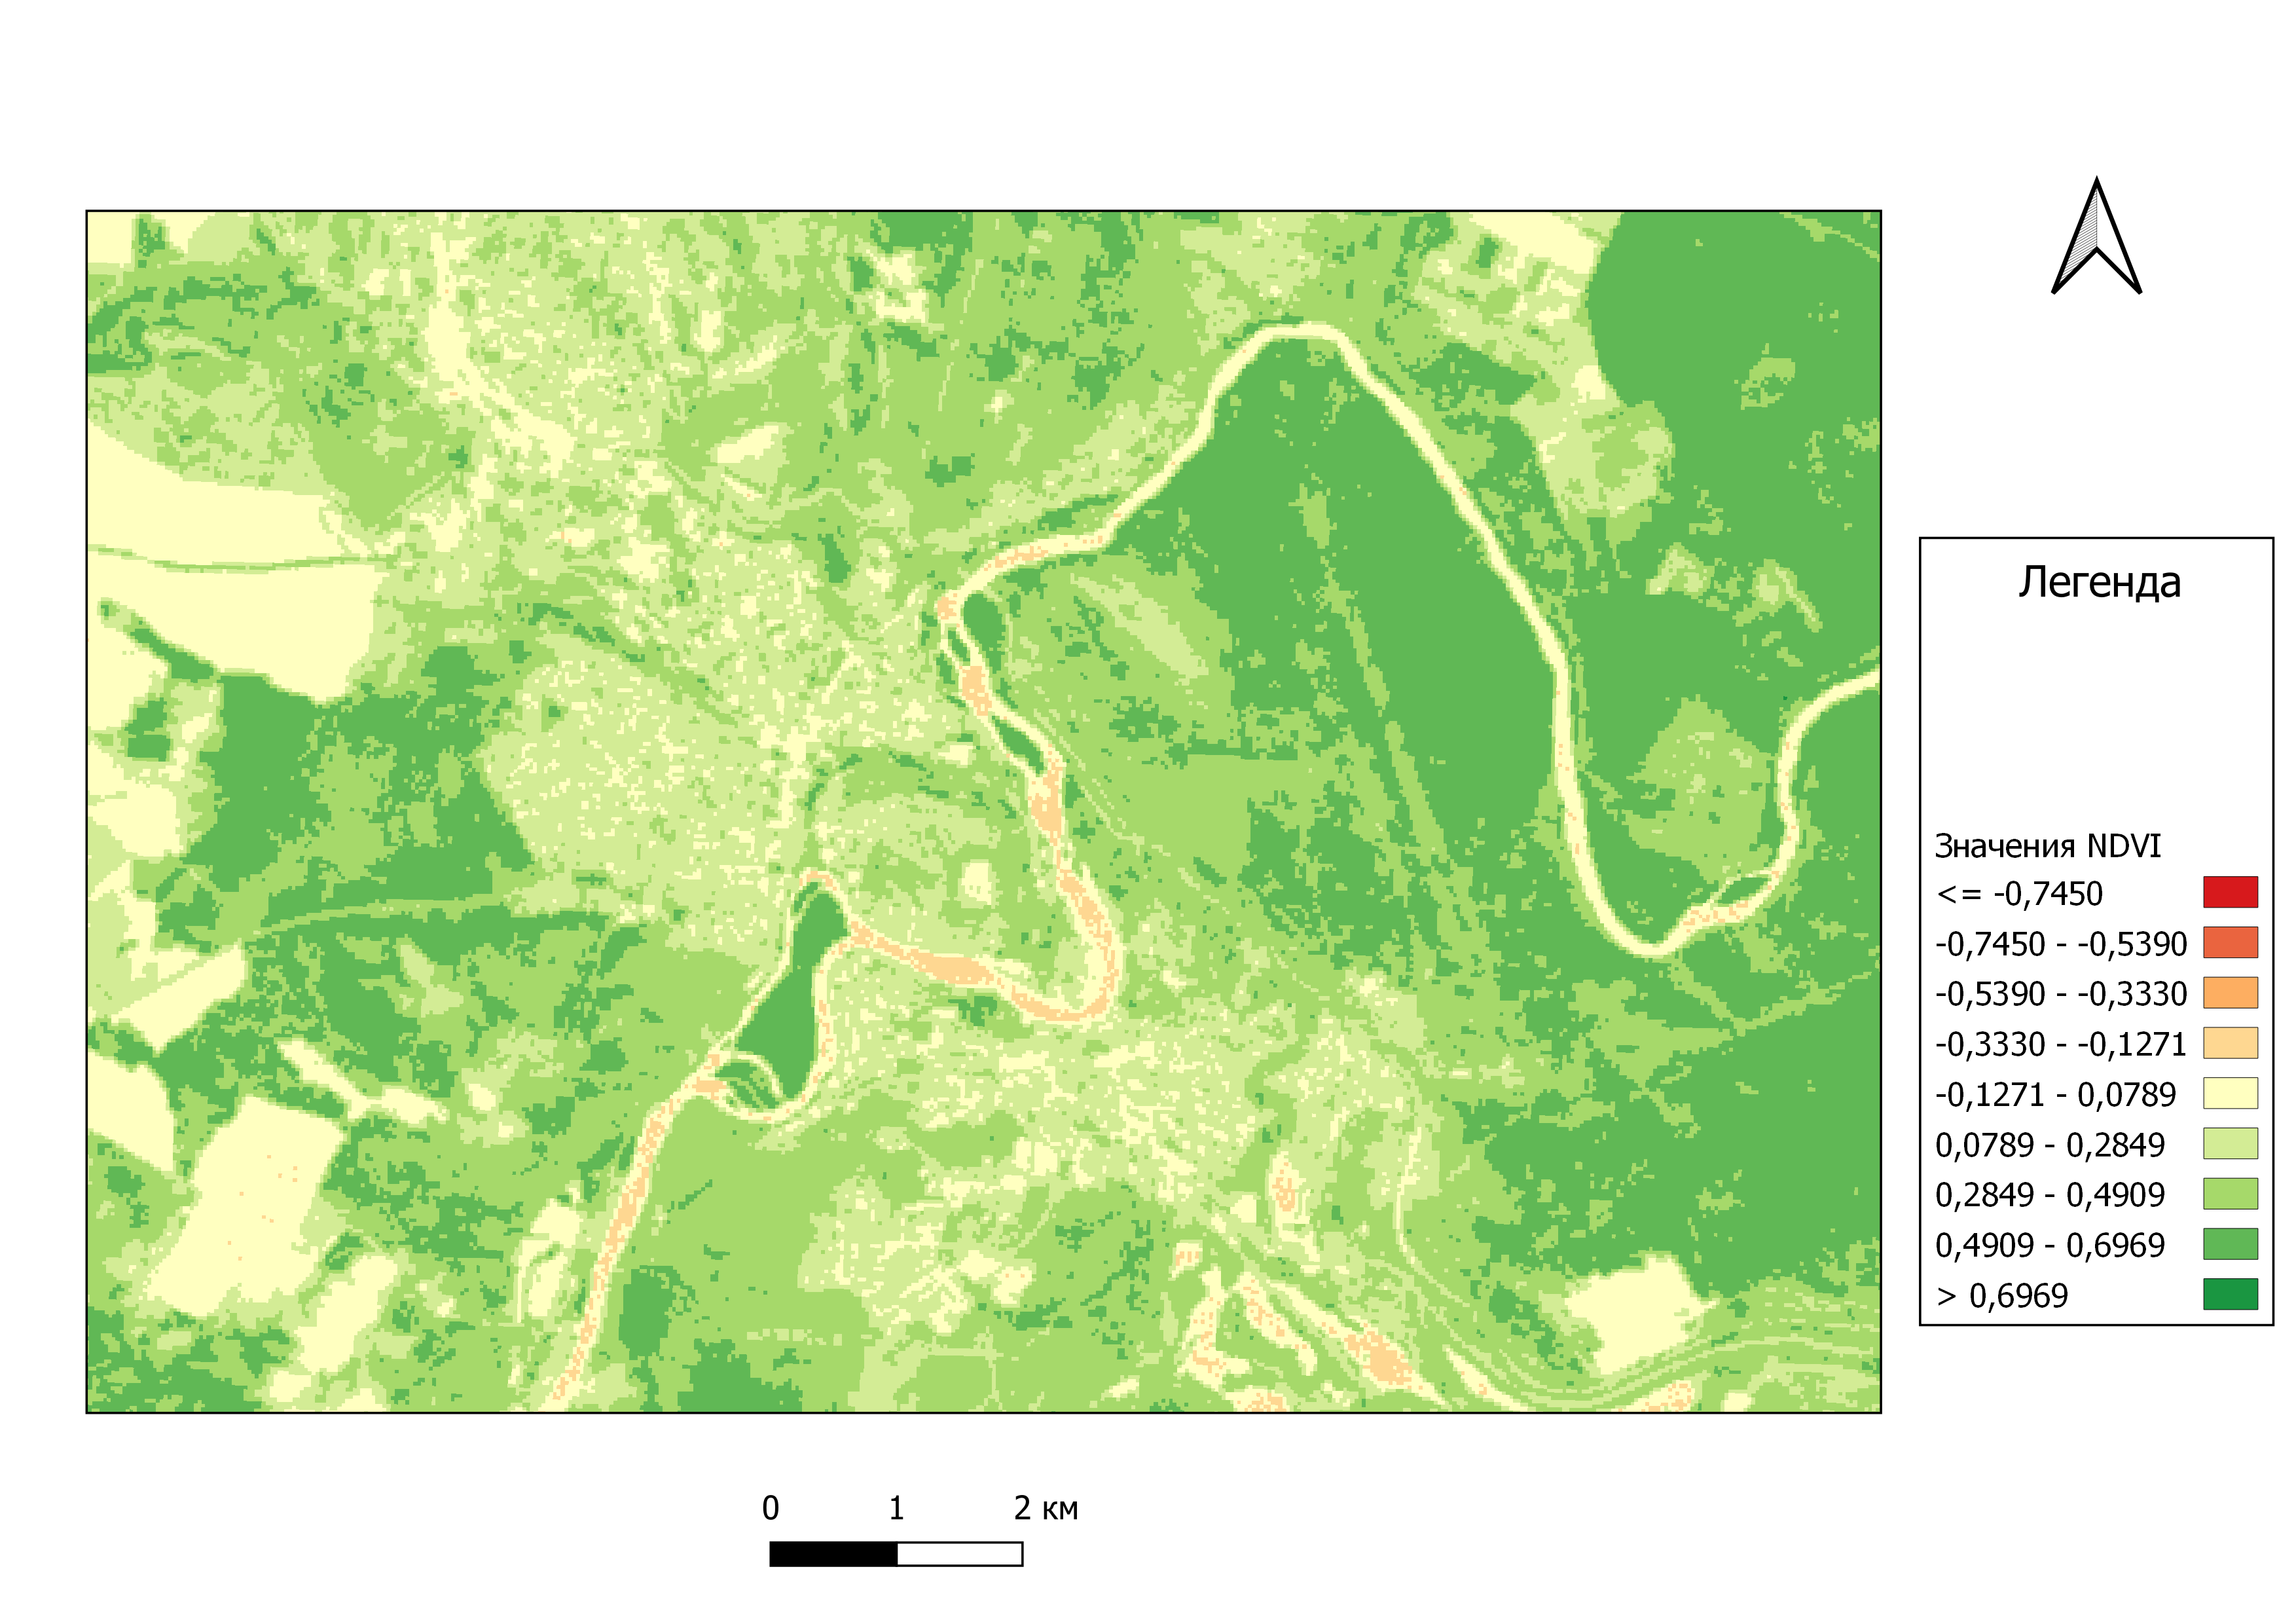 Легенда
Значения NDVI
<= -0,7450
-0,7450 - -0,5390
-0,5390 - -0,3330
-0,3330 - -0,1271
-0,1271 - 0,0789
0,0789 - 0,2849
0,2849 - 0,4909
0,4909 - 0,6969
> 0,6969
0 1 2 км